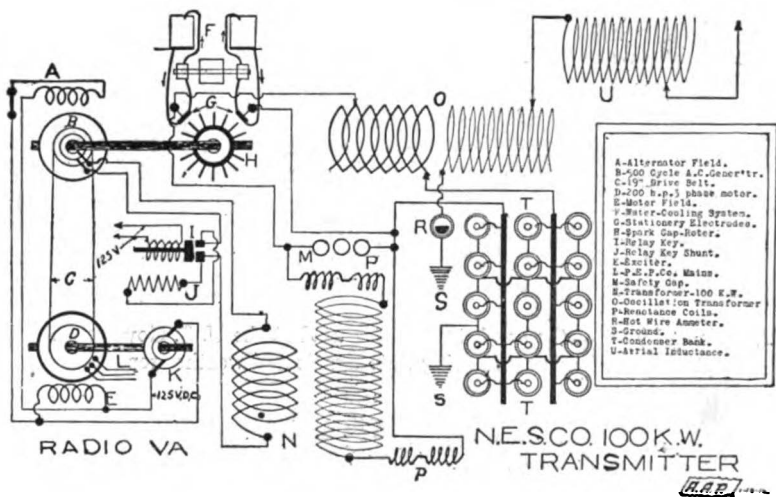 A
B
F
G
H
O
U
I
125V
J
C
M
P
R
S
T
D
L
K
E
125V.D.C.
N
P
S
T
A-Alternator Field.
B-500 Cycle A.C.Gener'tr.
C-19" Drive Belt.
D-200 h.p.3 phase motor.
E-Motor Field.
F-Water-Cooling System.
G-Stationery Electrodes.
H-Spark Gap-Roter.
I-Relay Key.
J-Relay Key Shunt.
K-Exciter.
L-P.E.P.Co. Mains.
M-Safety Gap.
-Transformer-100 K.W.
O-Oscillation Transformer
P-Reactance Coils.
R-Hot Wire Ammeter.
S-Ground.
T-Condenser Bank.
U-Aerial Inductance.
RADIO VA
N.E.S.CO. 100 K.W.
TRANSMITTER
A.A.P.